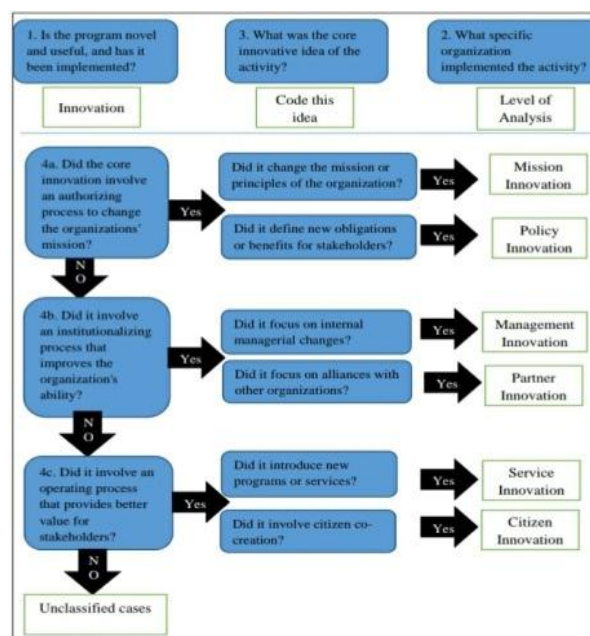 1. Is the program novel
and useful, and has it
been implemented?
3. What was the core
innovative idea of the
activity?
2. What specific
organization
implemented the activity?
Innovation
Code this
idea
Level of
Analysis
4a. Did the core
innovation involve
an authorizing
process to change
the organizations'
mission?
Yes
Did it change the mission or
principles of the organization?
Yes
Mission
Innovation
Did it define new obligations
or benefits for stakeholders?
Yes
Policy
Innovation
N
O
4b. Did it involve
an institutionalizing
process that
improves the
organization's
ability?
Yes
Did it focus on internal
managerial changes?
Yes
Management
Innovation
Did it focus on alliances with
other organizations?
Yes
Partner
Innovation
N
O
4c. Did it involve an
operating process
that provides better
value for
stakeholders?
Yes
Did it introduce new
programs or services?
Yes
Service
Innovation
Did it involve citizen co-
creation?
Yes
Citizen
Innovation
N
O
Unclassified cases